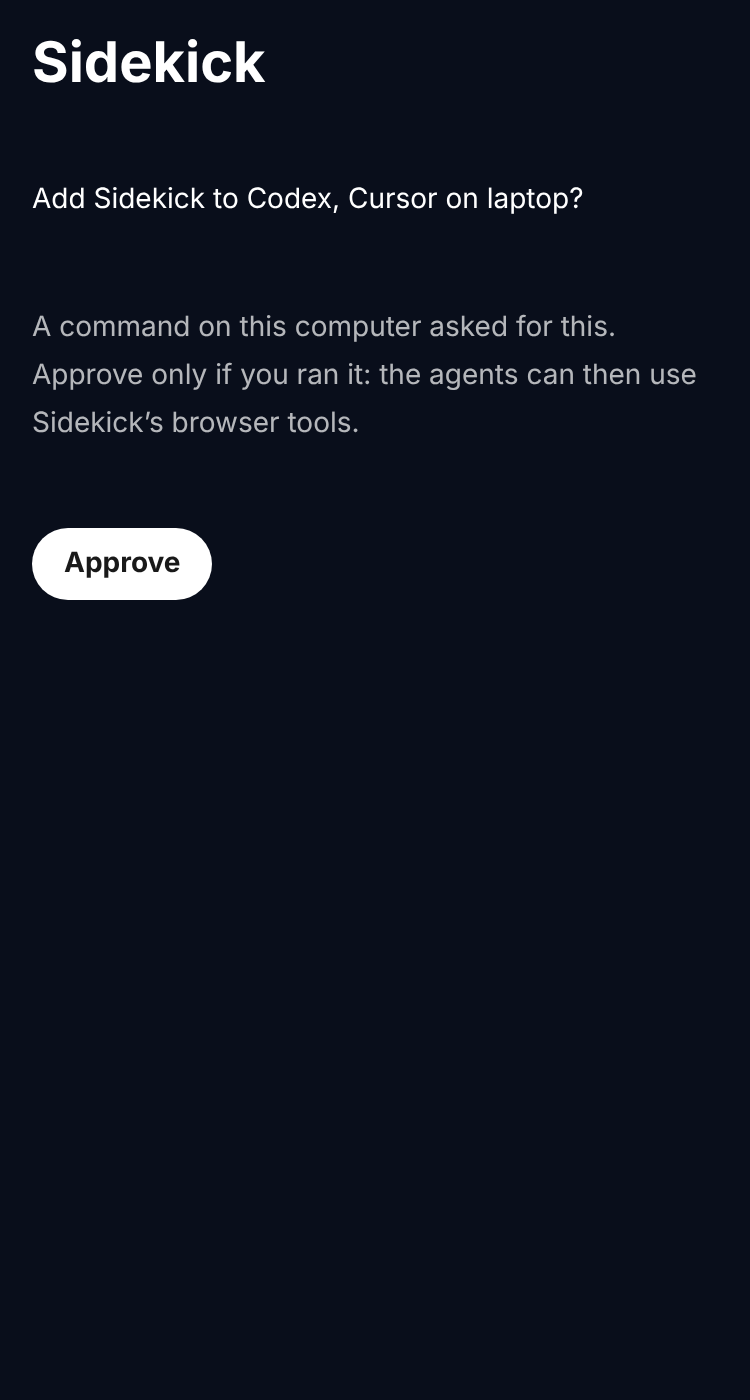 Sidekick
Add Sidekick to Codex, Cursor on laptop?
A command on this computer asked for this.
Approve only if you ran it: the agents can then use
Sidekick’s browser tools.
Approve